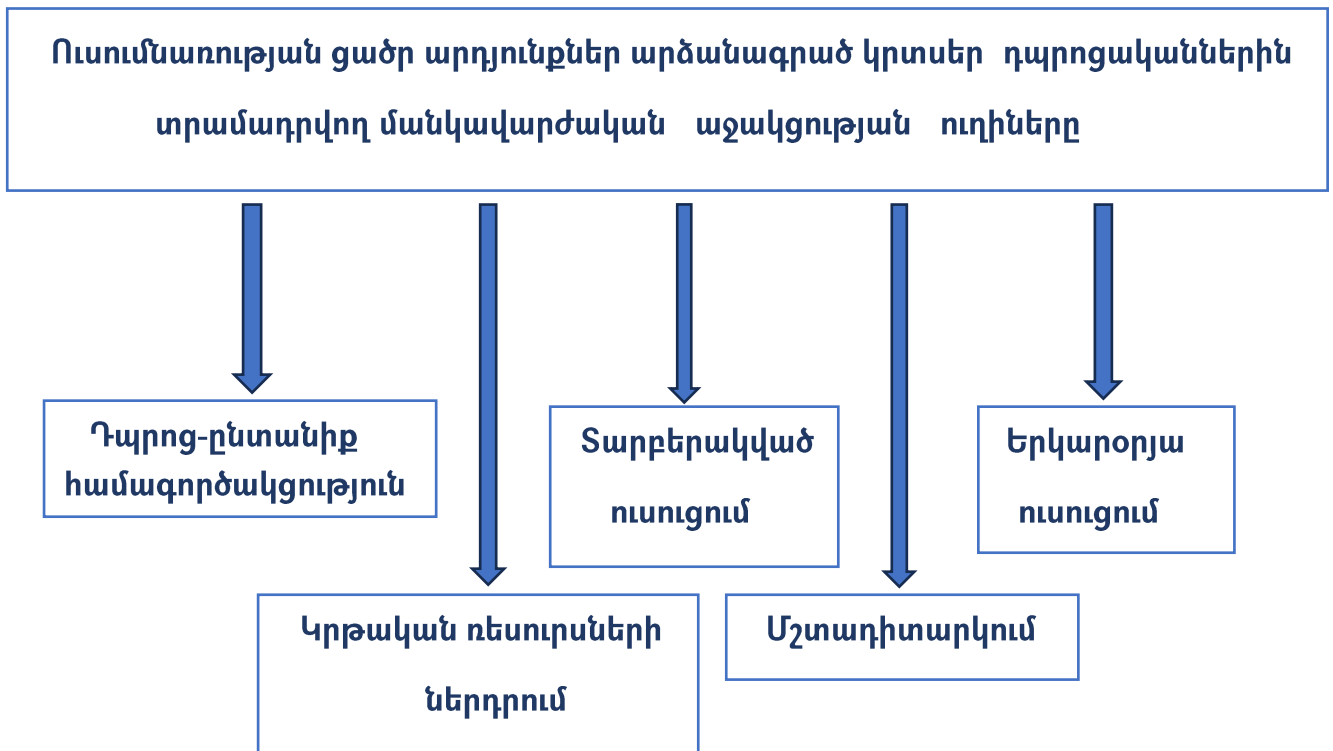 Ուսումնառության ցածր արդյունքներ արձանագրած կրտսեր դպրոցականներին
տրամադրվող մանկավարժական աջակցության ուղիները
Դպրոց-ընտանիք
համագործակցություն
Տարբերակված
ուսուցում
Երկարօրյա
ուսուցում
Կրթական ռեսուրսների
ներդրում
Մշտադիտարկում